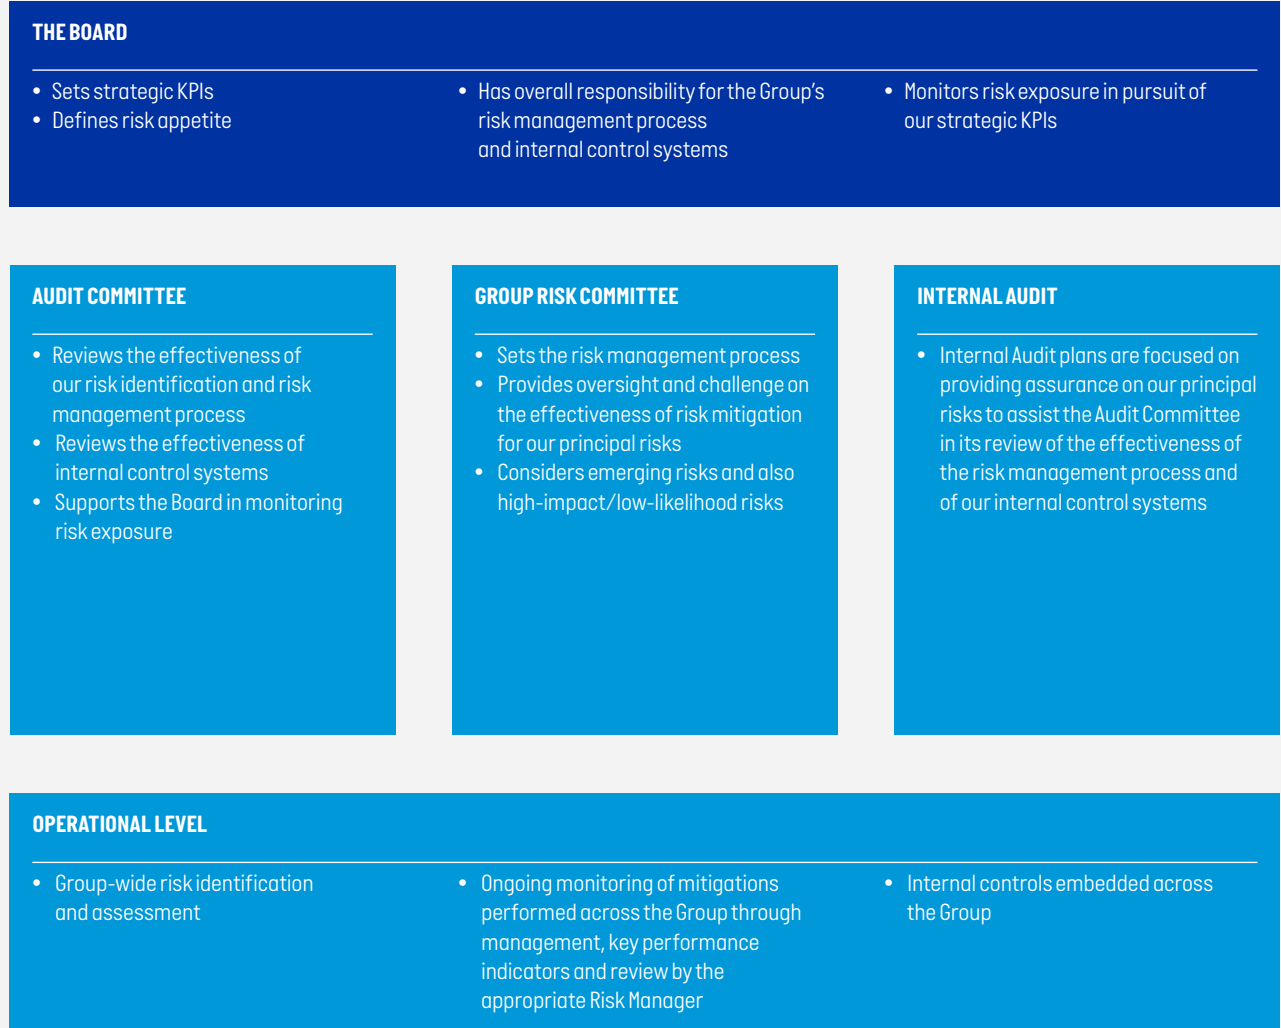 THE BOARD
• Sets strategic KPIs
• Defines risk appetite
• Has overall responsibility for the Group's
risk management process
and internal control systems
• Monitors risk exposure in pursuit of
our strategic KPIs
AUDIT COMMITTEE
• Reviews the effectiveness of
our risk identification and risk
management process
• Reviews the effectiveness of
internal control systems
• Supports the Board in monitoring
risk exposure
GROUP RISK COMMITTEE
• Sets the risk management process
• Provides oversight and challenge on
the effectiveness of risk mitigation
for our principal risks
• Considers emerging risks and also
high-impact/low-likelihood risks
INTERNAL AUDIT
• Internal Audit plans are focused on
providing assurance on our principal
risks to assist the Audit Committee
in its review of the effectiveness of
the risk management process and
of our internal control systems
OPERATIONAL LEVEL
• Group-wide risk identification
and assessment
• Ongoing monitoring of mitigations
performed across the Group through
management, key performance
indicators and review by the
appropriate Risk Manager
• Internal controls embedded across
the Group